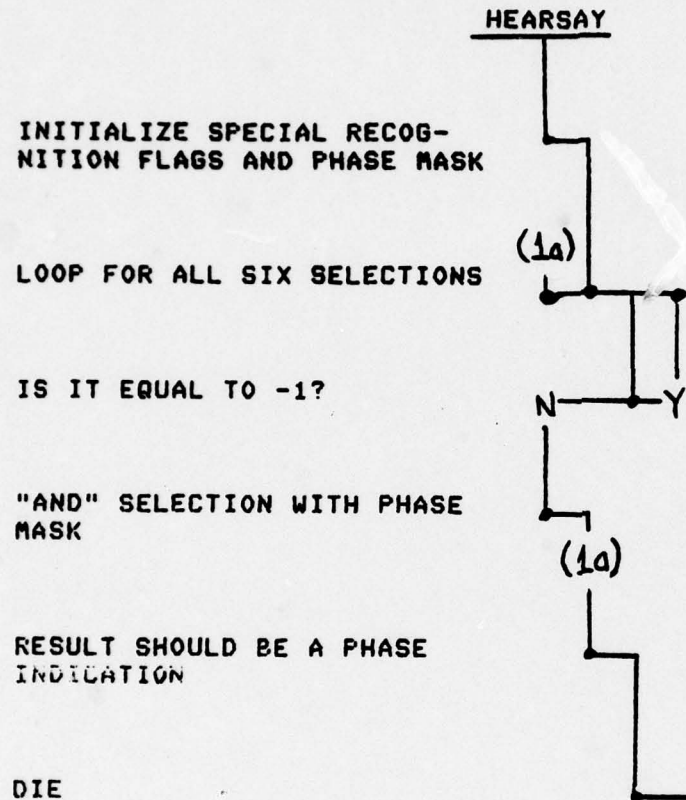 HEARSAY
INITIALIZE SPECIAL RECOG-
NITION FLAGS AND PHASE MASK
(1a)
LOOP FOR ALL SIX SELECTIONS
IS IT EQUAL TO -1?
N Y
"AND" SELECTION WITH PHASE
MASK
(1a)
RESULT SHOULD BE A PHASE
INDICATION
DIE